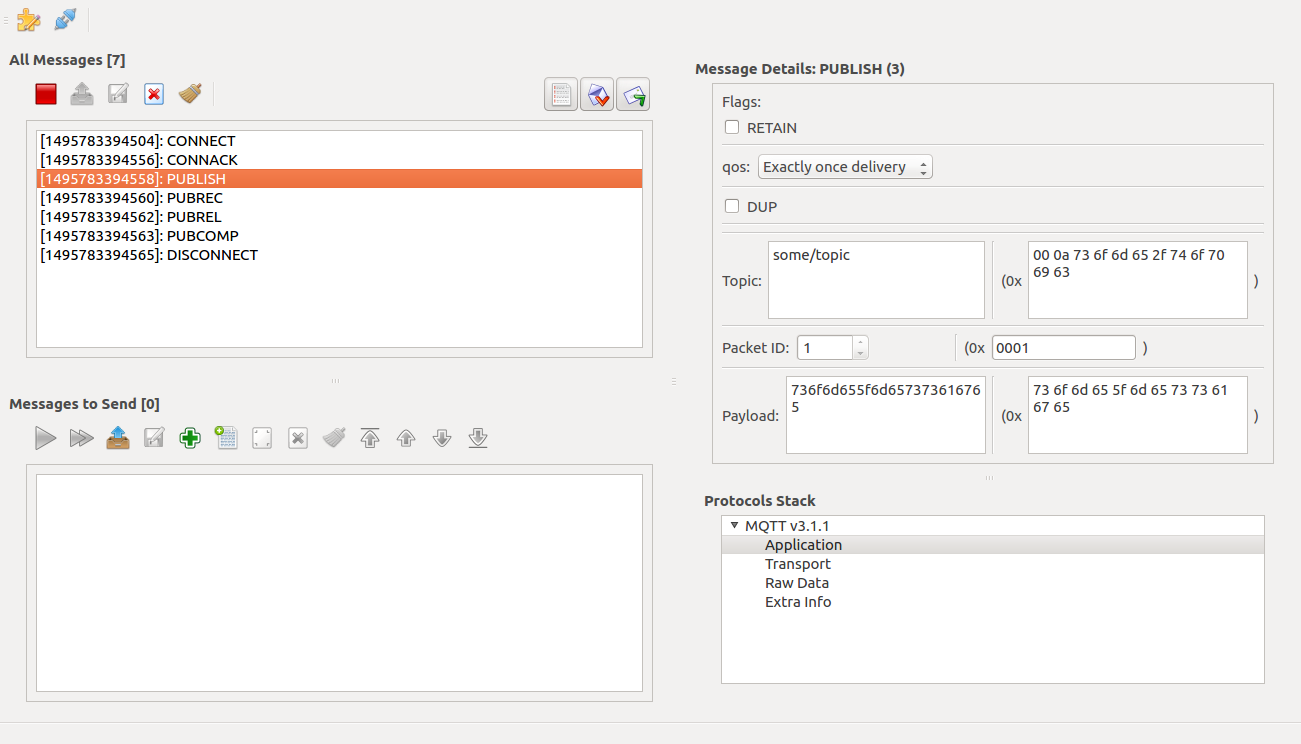 All Messages [7]
[1495783394504]: CONNECT
[1495783394556]: CONNACK
[1495783394558]: PUBLISH
[1495783394560]: PUBREC
[1495783394562]: PUBREL
[1495783394563]: PUBCOMP
[1495783394565]: DISCONNECT
Messages to Send [0]
Message Details: PUBLISH (3)
Flags:
RETAIN
qos: Exactly once delivery
DUP
Topic: some/topic (0x 00 0a 73 6f 6d 65 2f 74 6f 70
69 63 )
Packet ID: 1 (0x 0001 )
Payload: 736f6d655f6d65737361676
5 (0x 73 6f 6d 65 5f 6d 65 73 73 61
67 65 )
Protocols Stack
MQTT v3.1.1
Application
Transport
Raw Data
Extra Info